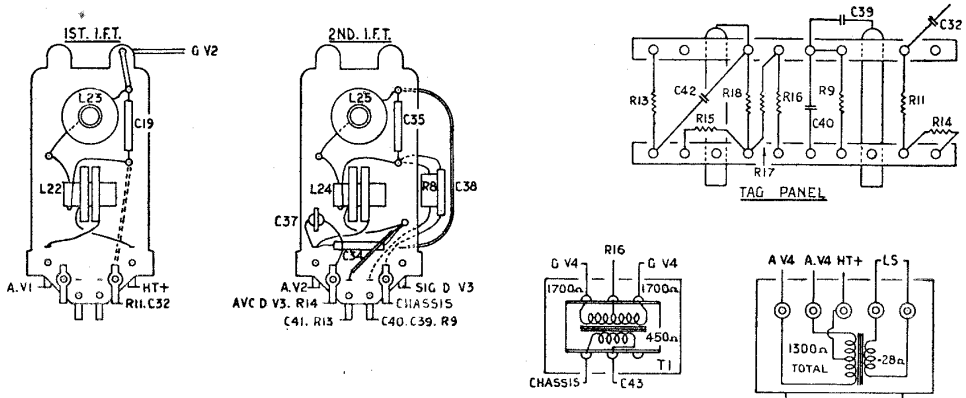 1ST. I.F.T.
G V2
L23
C19
L22
A.V1
HT+
R11.C32
2ND. I.F.T.
L25
C35
L24
R8
C38
C37
C34
A.V2
SIG D V3
AVC D V3. R14
CHASSIS
C41. R13
C40. C39. R9
C39
C32
R13
C42
R18
R16
R9
R11
C40
R15
R14
R17
TAG PANEL
R16
G V4
G V4
1700Ω
1700Ω
450Ω
T1
CHASSIS
C43
A.V4
A.V4
HT+
LS
1300Ω
TOTAL
·28Ω